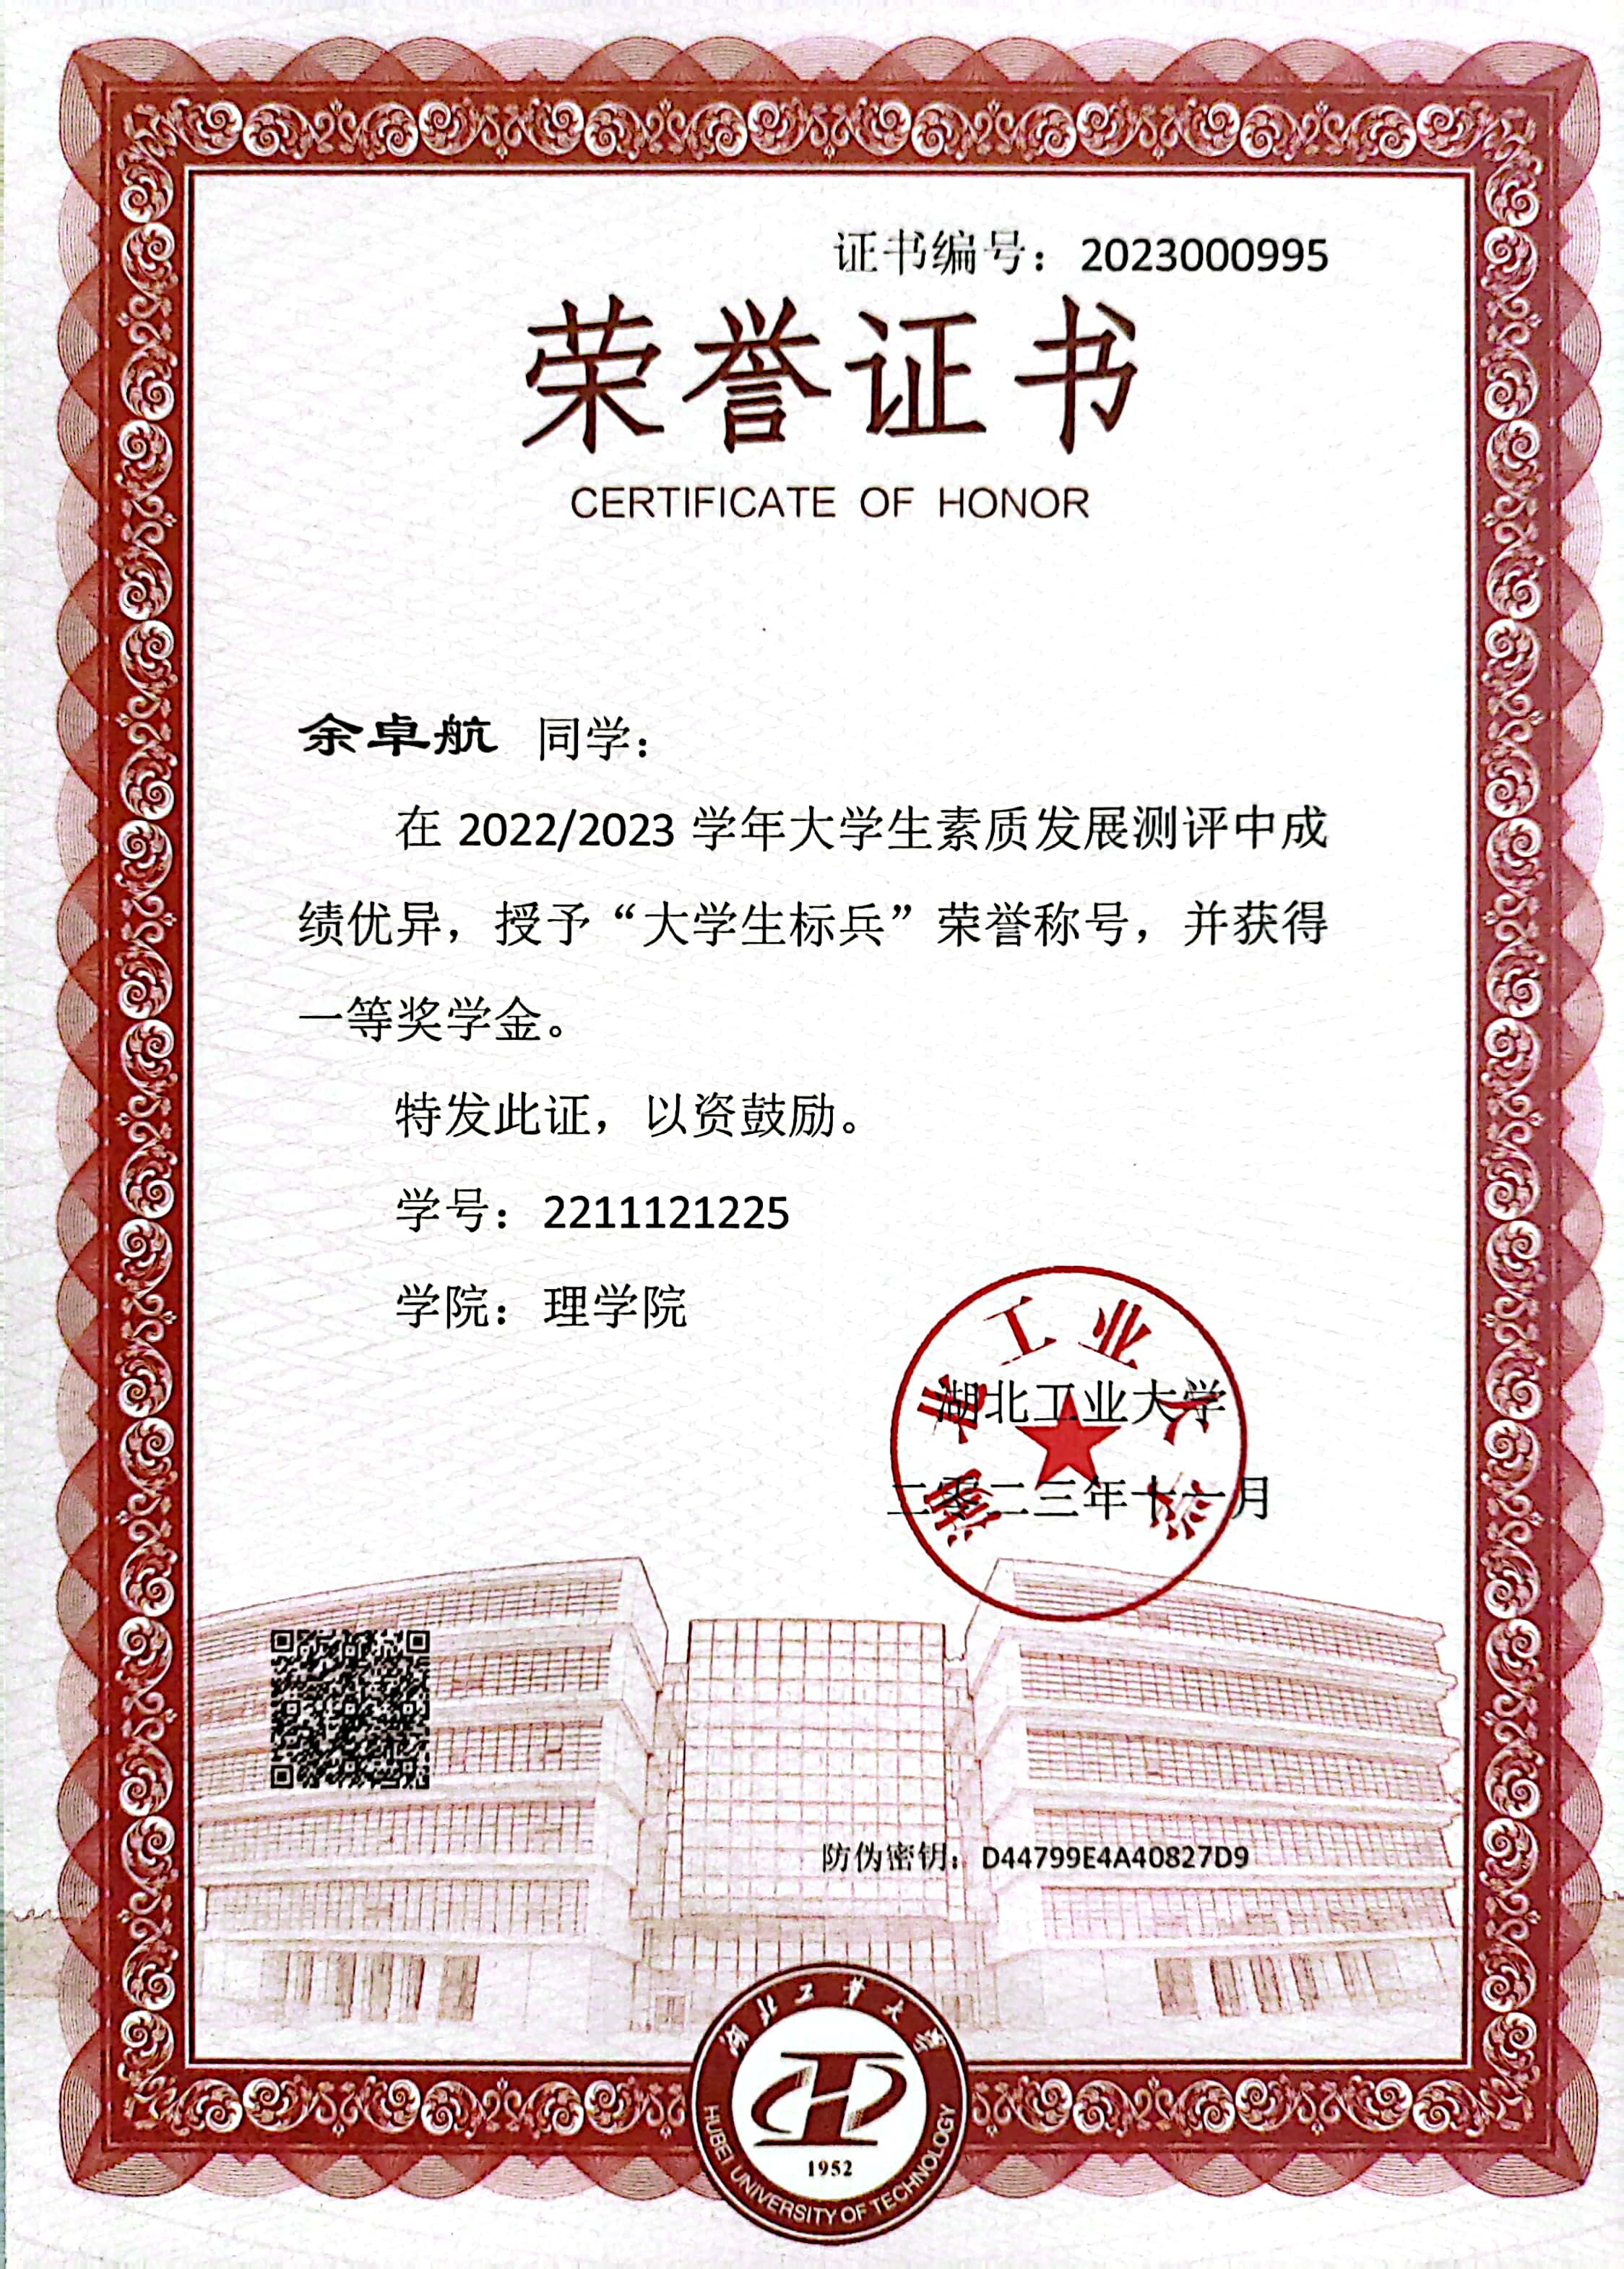 证书编号：2023000995
荣誉证书
CERTIFICATE OF HONOR
余卓航 同学：
在 2022/2023 学年大学生素质发展测评中成
绩优异，授予“大学生标兵”荣誉称号，并获得
一等奖学金。
特发此证，以资鼓励。
学号：2211121225
学院：理学院
湖北工业大学
湖北工业大学
二零二三年十一月
防伪密钥：D44799E4A40827D9
湖北工业大学
1952
HUBEI UNIVERSITY OF TECHNOLOGY